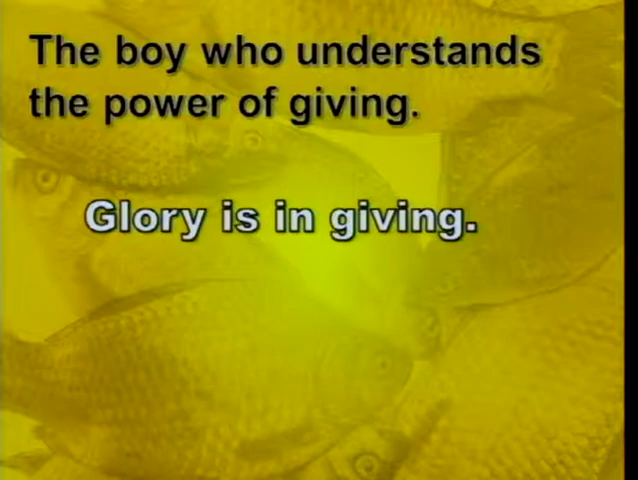 The boy who understands
the power of giving.
Glory is in giving.